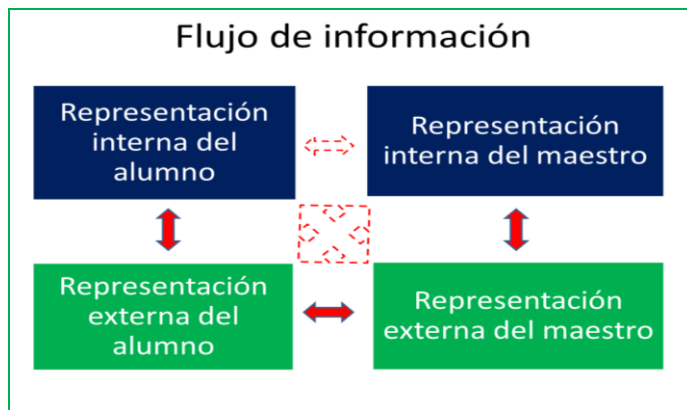 Flujo de información
Representación
interna del
alumno
Representación
interna del maestro
Representación
externa del
alumno
Representación
externa del maestro